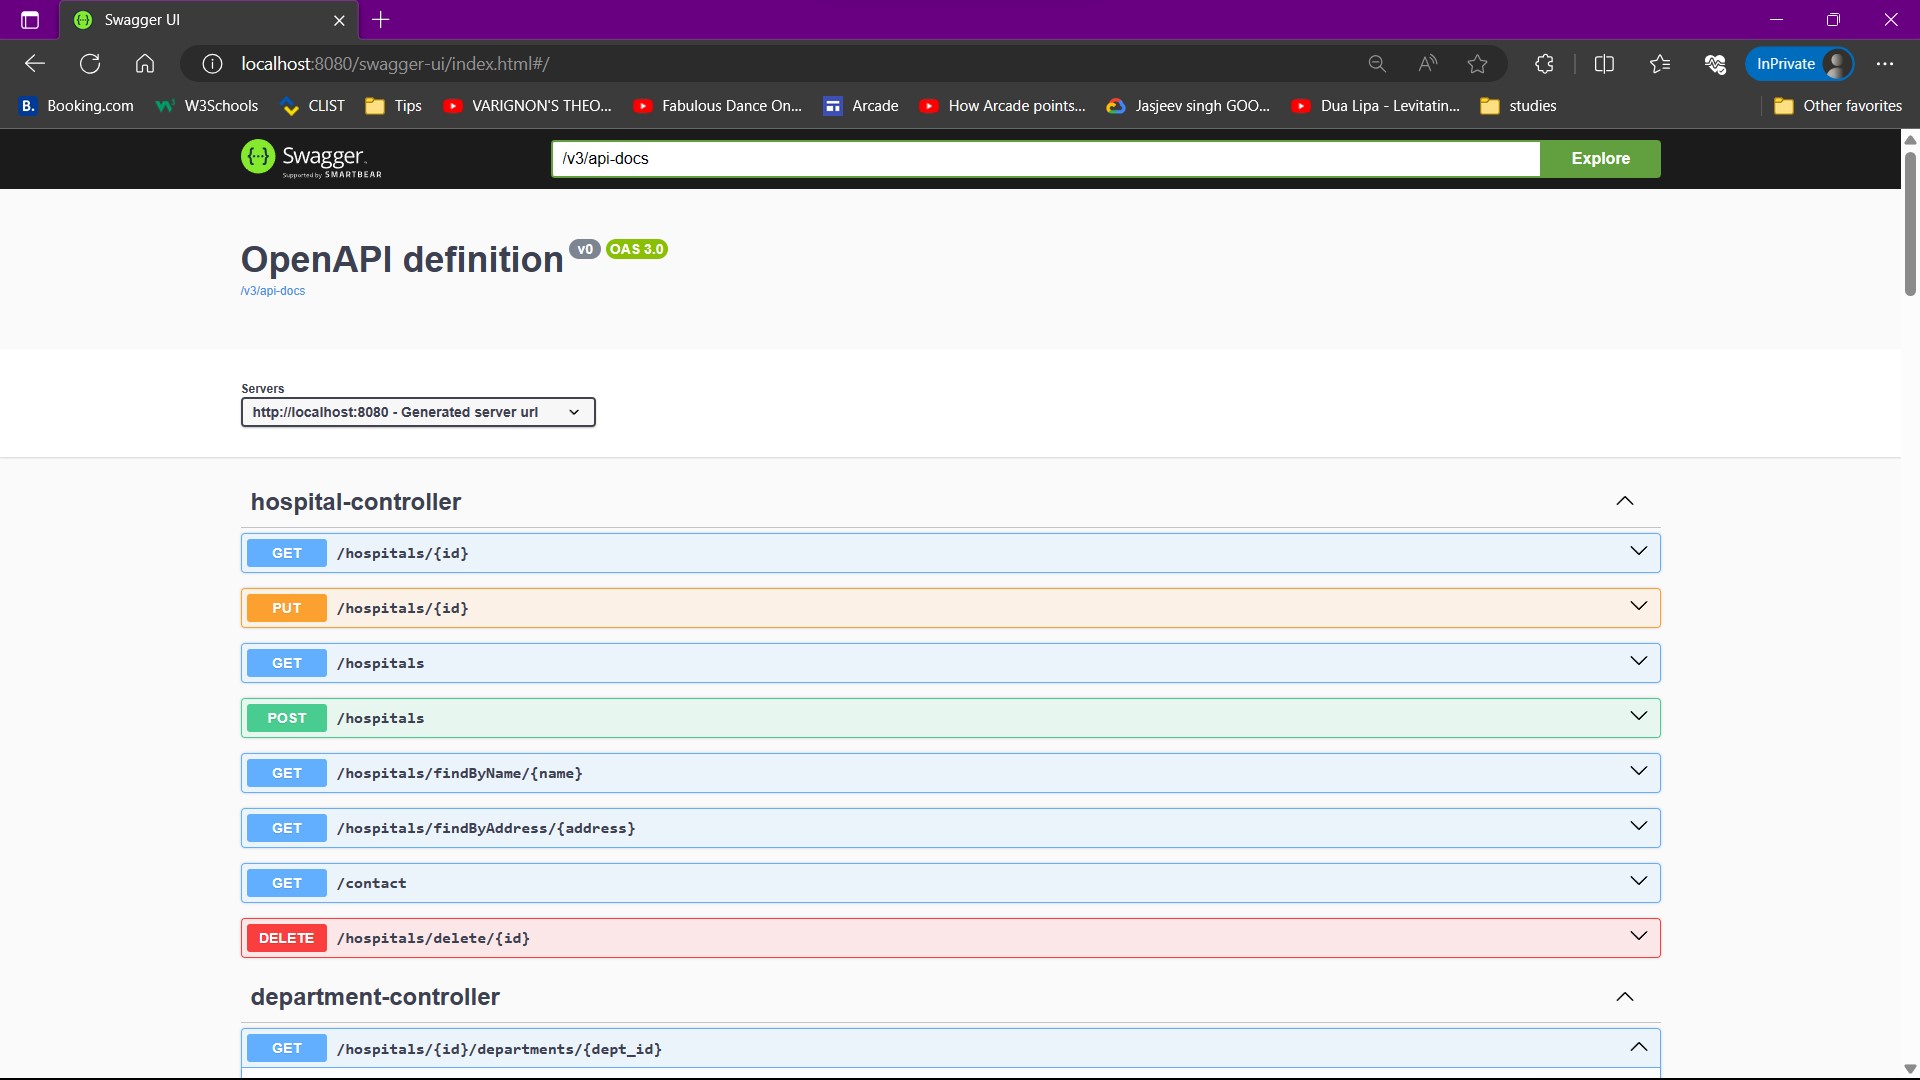 Swagger UI
localhost:8080/swagger-ui/index.html#/
InPrivate
B. Booking.com W3Schools CLIST Tips VARIGNON'S THEO... Fabulous Dance On... Arcade How Arcade points... Jasjeev singh GOO... Dua Lipa - Levitatin... studies Other favorites
Swagger.
Supported by SMARTBEAR
/v3/api-docs Explore
OpenAPI definition v0 OAS 3.0
/v3/api-docs
Servers
http://localhost:8080 - Generated server url
hospital-controller
GET /hospitals/{id}
PUT /hospitals/{id}
GET /hospitals
POST /hospitals
GET /hospitals/findByName/{name}
GET /hospitals/findByAddress/{address}
GET /contact
DELETE /hospitals/delete/{id}
department-controller
GET /hospitals/{id}/departments/{dept_id}